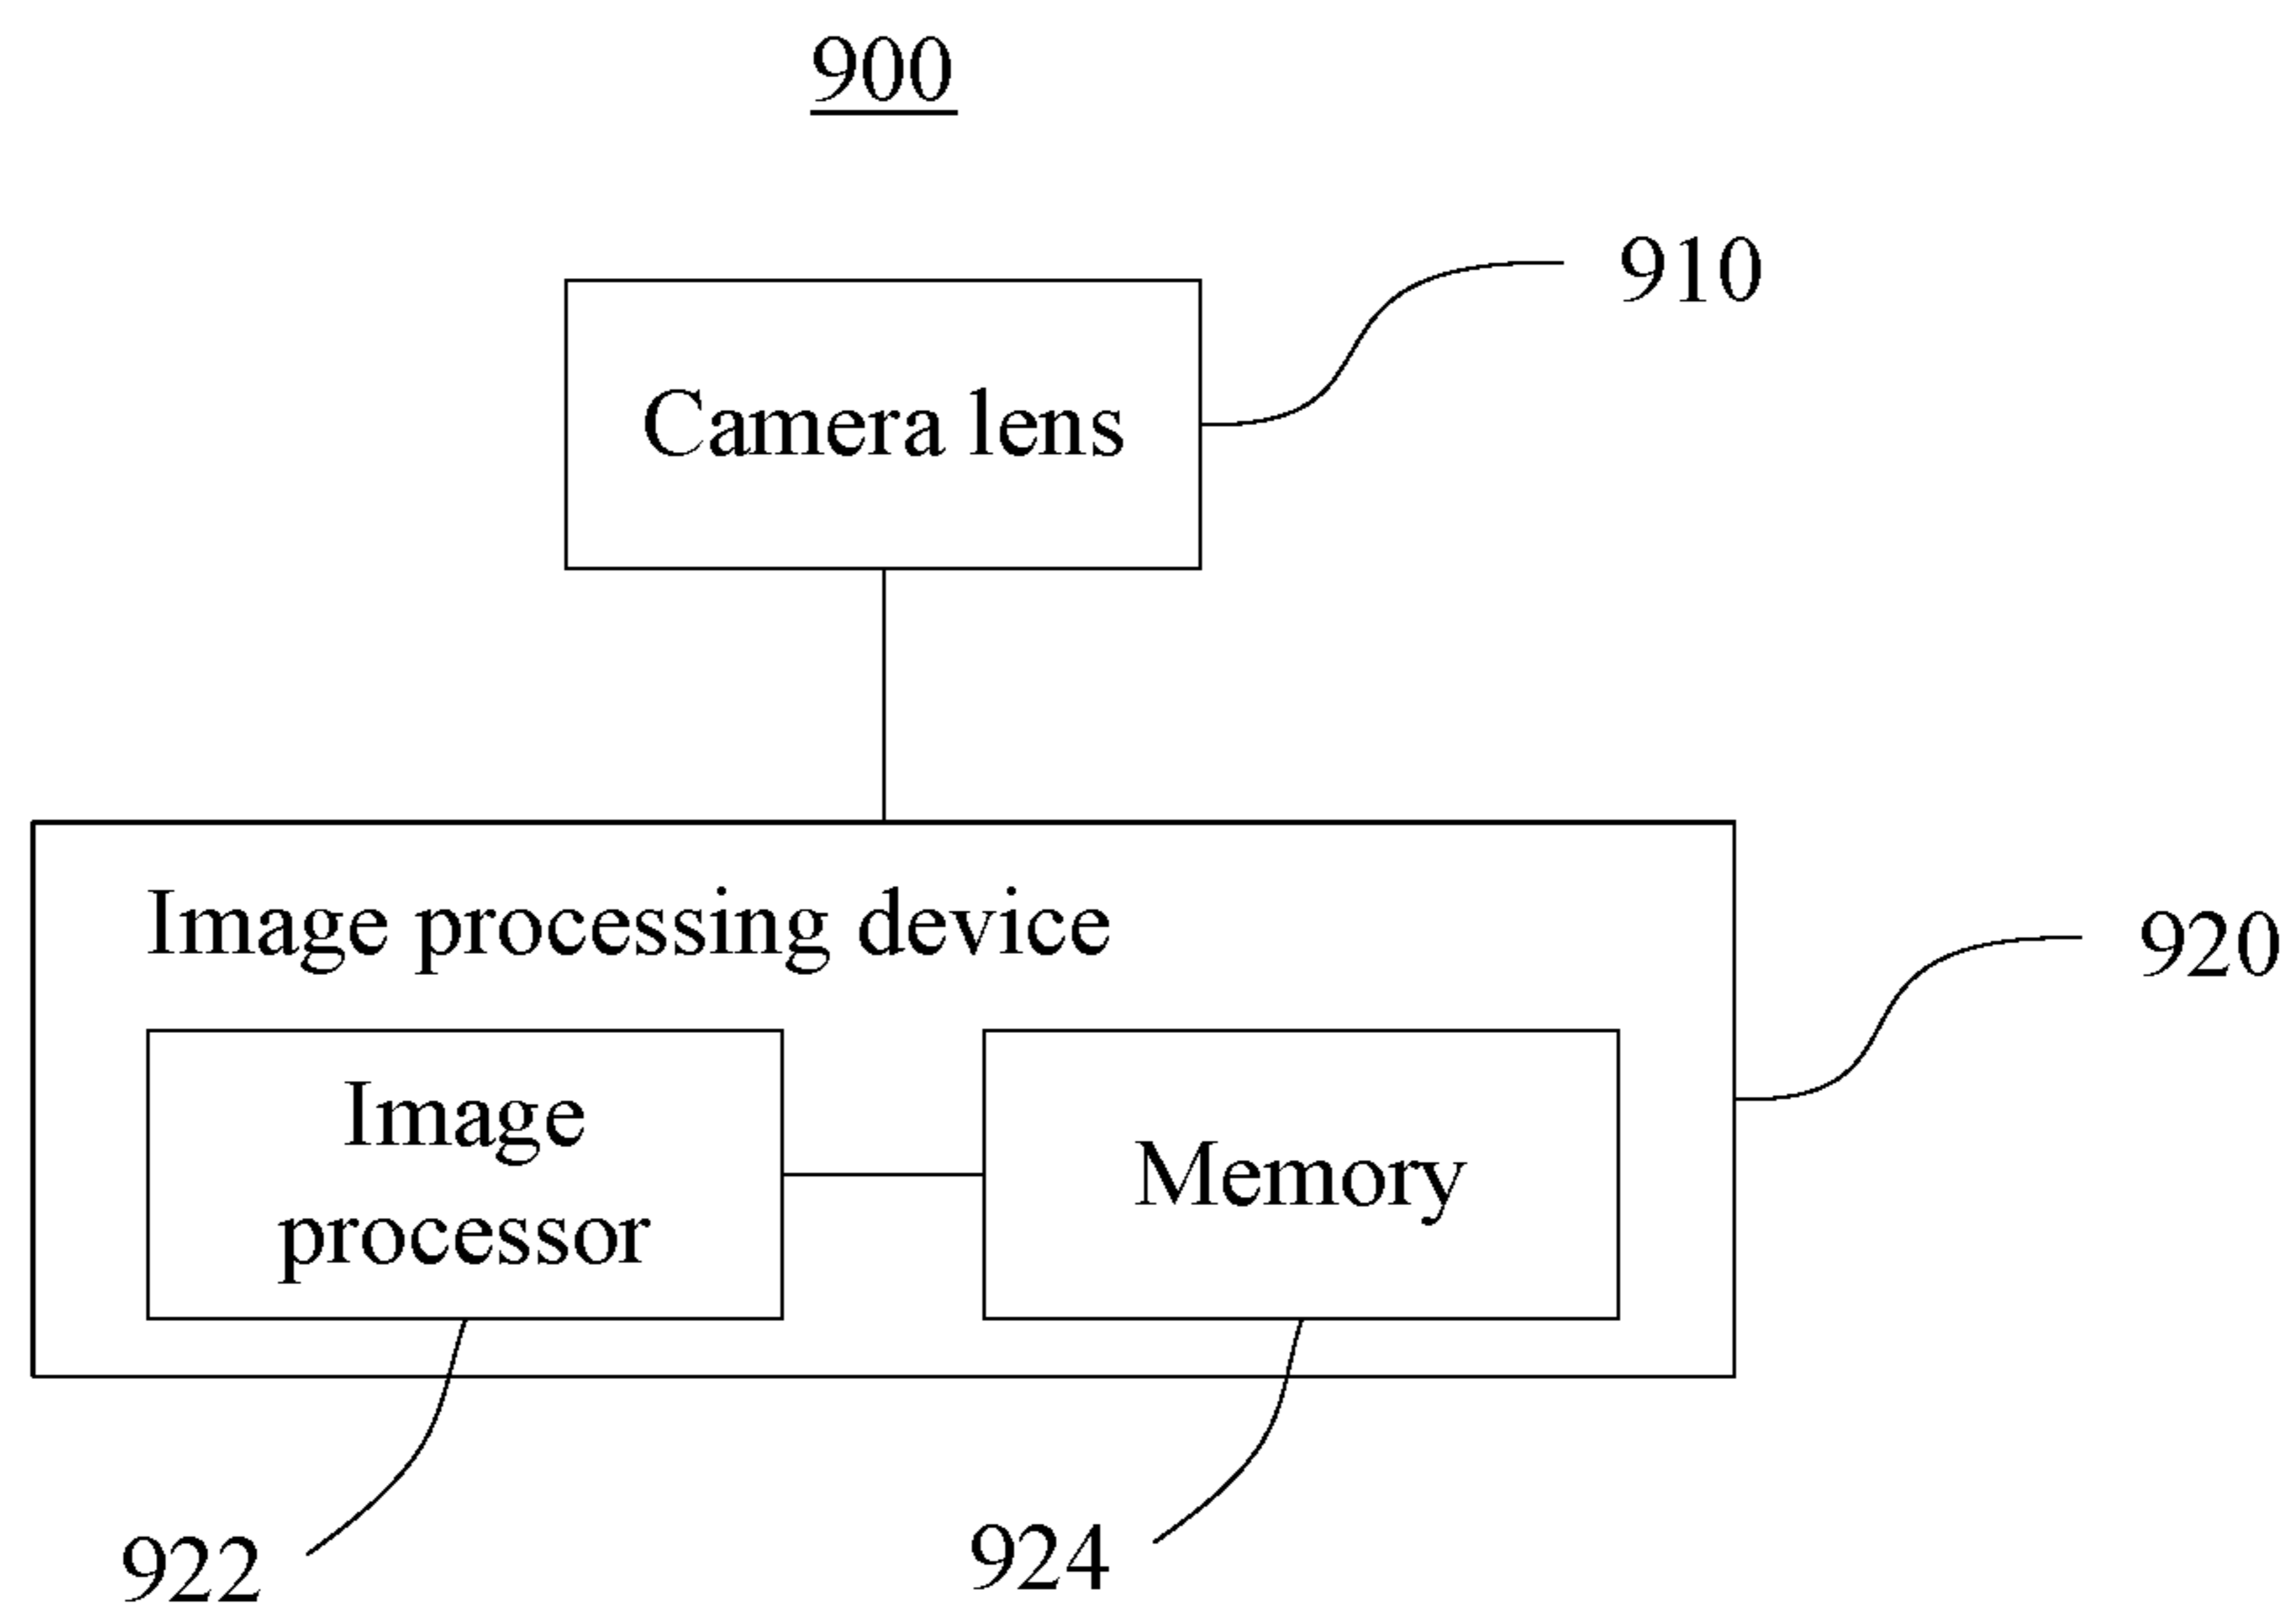 900
910
Camera lens
Image processing device
920
Image
processor
Memory
922
924